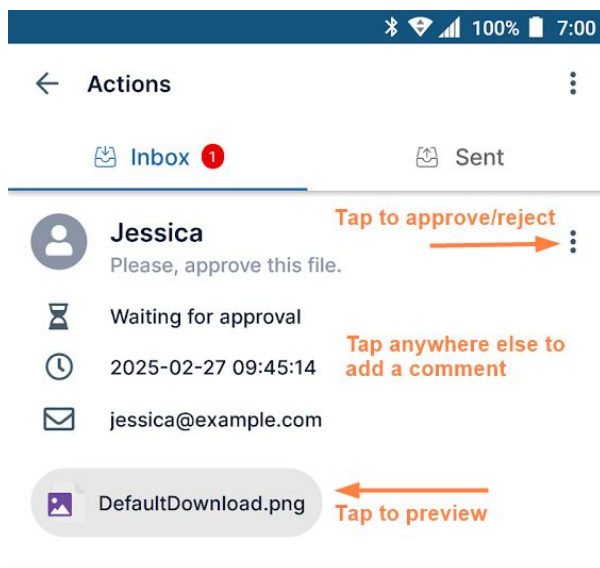 100% 7:00
Actions
Inbox 1
Sent
Tap to approve/reject
Jessica
Please, approve this file.
Waiting for approval
Tap anywhere else to
add a comment
2025-02-27 09:45:14
jessica@example.com
DefaultDownload.png
Tap to preview